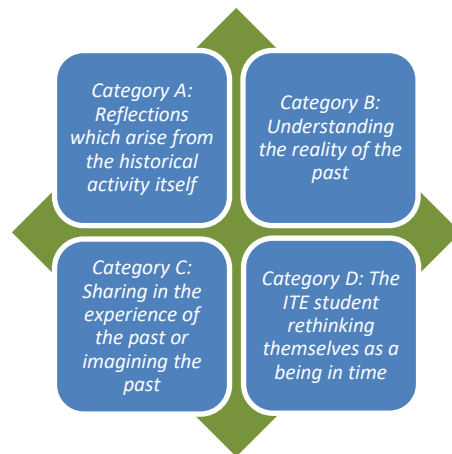 Category A:
Reflections
which arise from
the historical
activity itself
Category B:
Understanding
the reality of the
past
Category C:
Sharing in the
experience of
the past or
imagining the
past
Category D: The
ITE student
rethinking
themselves as a
being in time